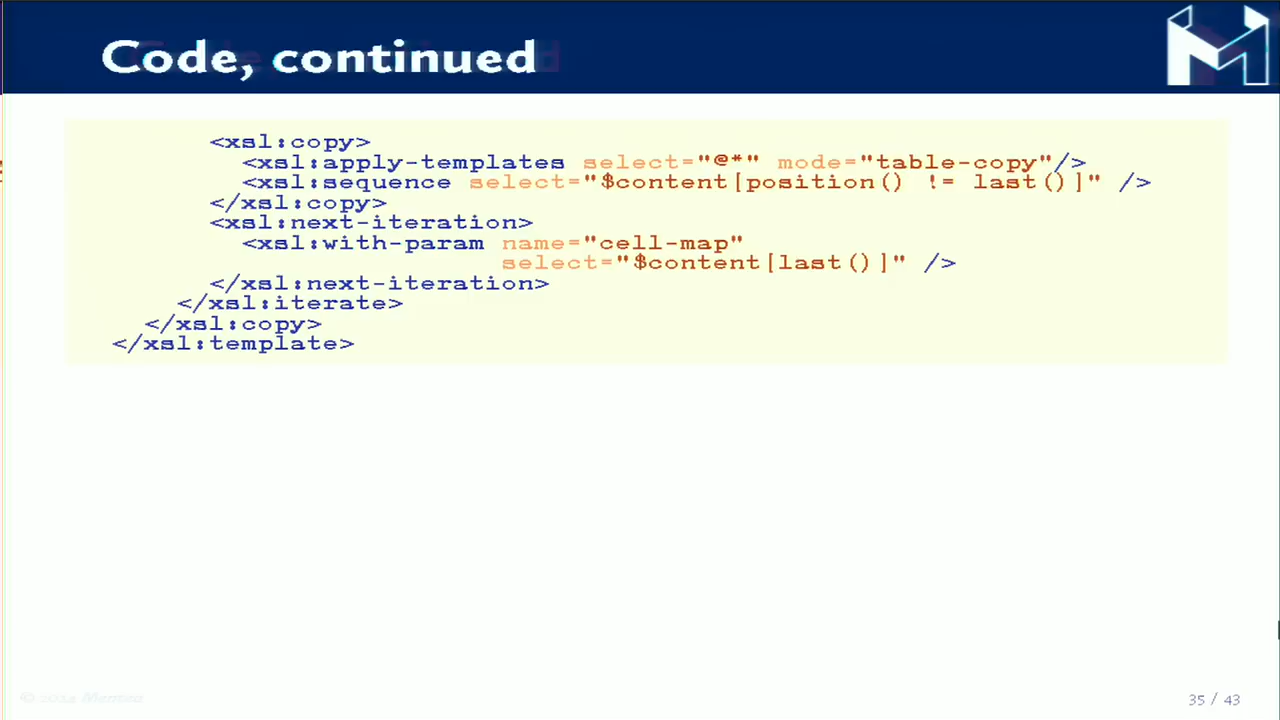 Code, continued
<xsl:copy>
<xsl:apply-templates select="@*" mode="table-copy"/>
<xsl:sequence select="$content[position() != last()]" />
</xsl:copy>
<xsl:next-iteration>
<xsl:with-param name="cell-map"
select="$content[last()]" />
</xsl:next-iteration>
</xsl:iterate>
</xsl:copy>
</xsl:template>
35 / 43